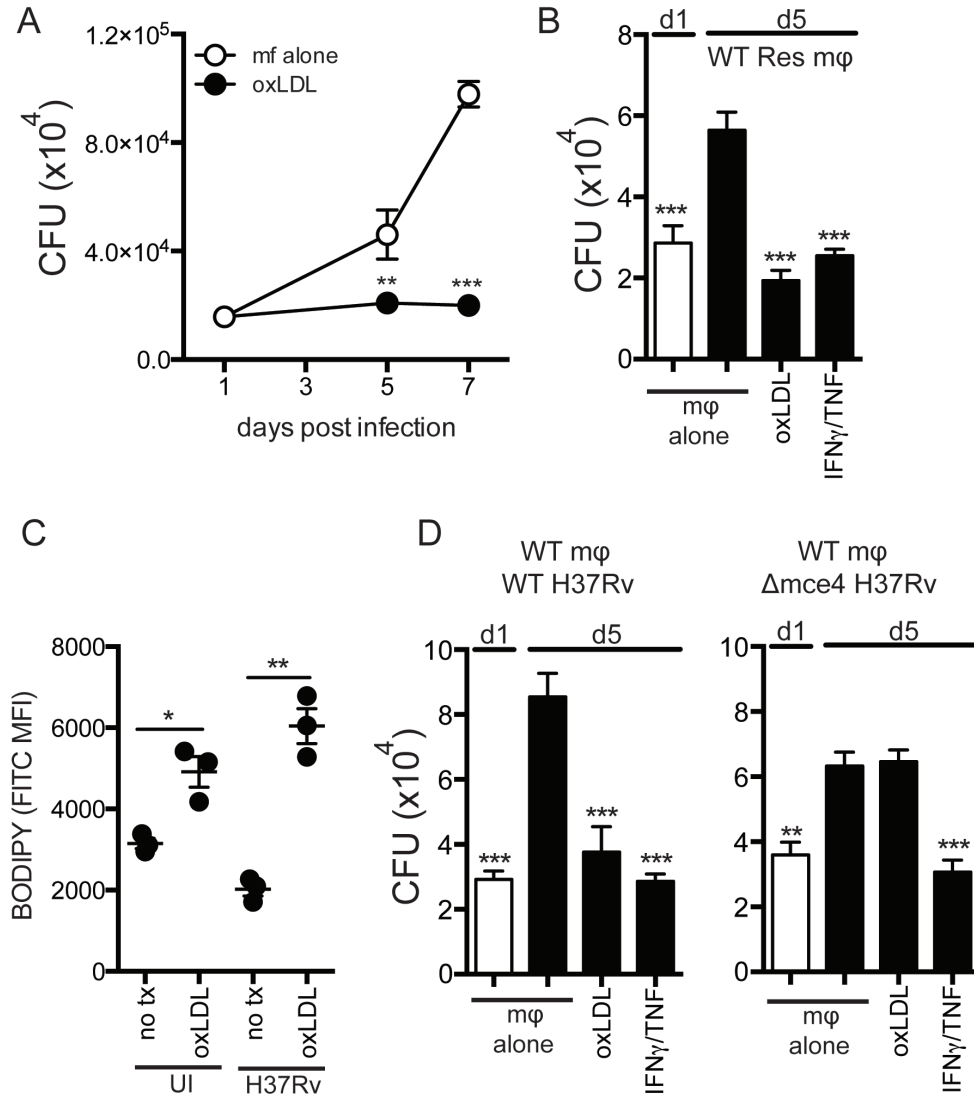 A
1.2×10⁵
8.0×10⁴
4.0×10⁴
0.0
CFU (x10⁴)
mf alone
oxLDL
**
***
1
3
5
7
days post infection
B
d1
d5
WT Res mφ
8
6
4
2
0
CFU (x10⁴)
***
***
***
mφ
alone
oxLDL
IFNγ/TNF
C
8000
6000
4000
2000
0
BODIPY (FITC MFI)
*
**
no tx
oxLDL
no tx
oxLDL
UI
H37Rv
D
WT mφ
WT H37Rv
d1
d5
10
8
6
4
2
0
CFU (x10⁴)
***
***
***
mφ
alone
oxLDL
IFNγ/TNF
WT mφ
Δmce4 H37Rv
d1
d5
10
8
6
4
2
0
**
***
mφ
alone
oxLDL
IFNγ/TNF